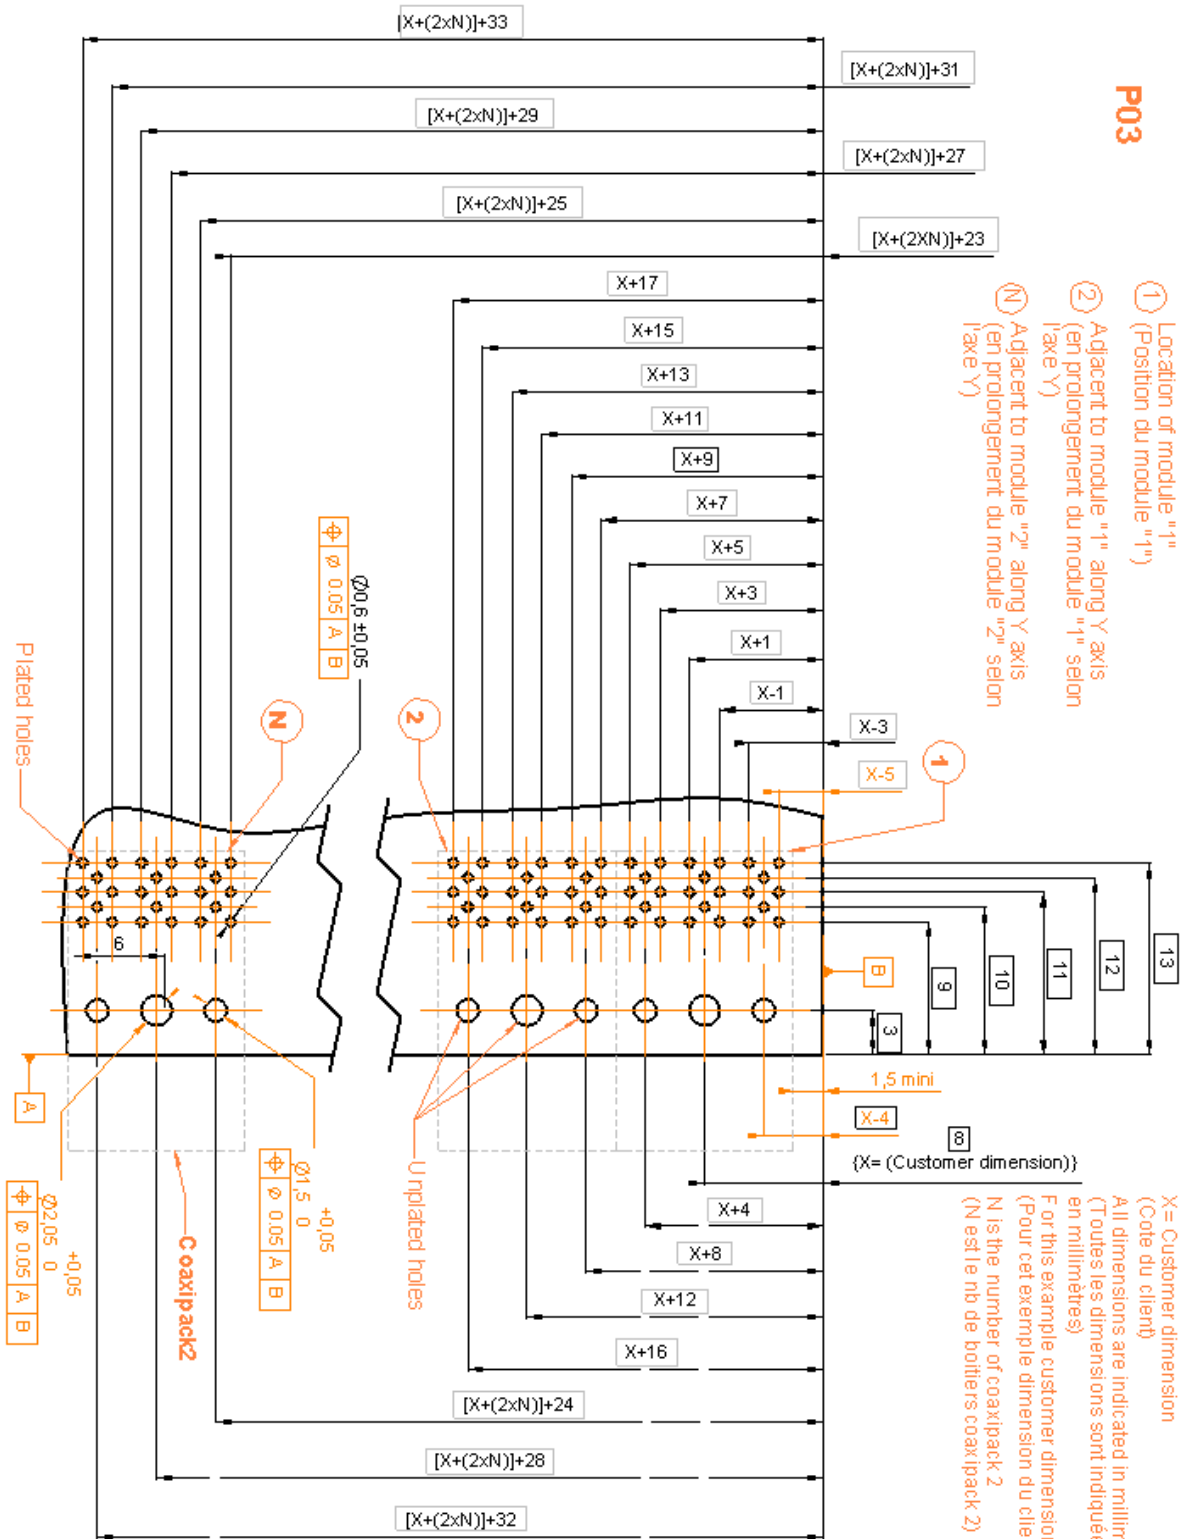 [X+(2xN)]+33
[X+(2xN)]+31
[X+(2xN)]+29
[X+(2xN)]+27
[X+(2xN)]+25
[X+(2XN)]+23
X+17
X+15
X+13
X+11
X+9
X+7
X+5
X+3
X+1
X-1
X-3
X-5
P03
1 Location of module "1"
(Position du module "1")
2 Adjacent to module "1" along Y axis
(en prolongement du module "1" selon
l'axe Y)
N Adjacent to module "2" along Y axis
(en prolongement du module "2" selon
l'axe Y)
Ø0,6 ±0,05
Ø 0.05 A B
Plated holes
N
2
1
6
B
13
12
11
10
9
3
A
1,5 mini
X-4
8
{X= (Customer dimension)}
X+4
X+8
X+12
X+16
[X+(2xN)]+24
[X+(2xN)]+28
[X+(2xN)]+32
Unplated holes
+0,05
Ø1,5 0
Ø 0.05 A B
Coaxipack2
+0,05
Ø2,05 0
Ø 0.05 A B
X= Customer dimension
(Cote du client)
All dimensions are indicated in
(Toutes les dimensions sont
en millimètres)
For this example customer
(Pour cet exemple dimension du
N is the number of coaxipack 2
(N est le nb de boitiers coaxipack 2)